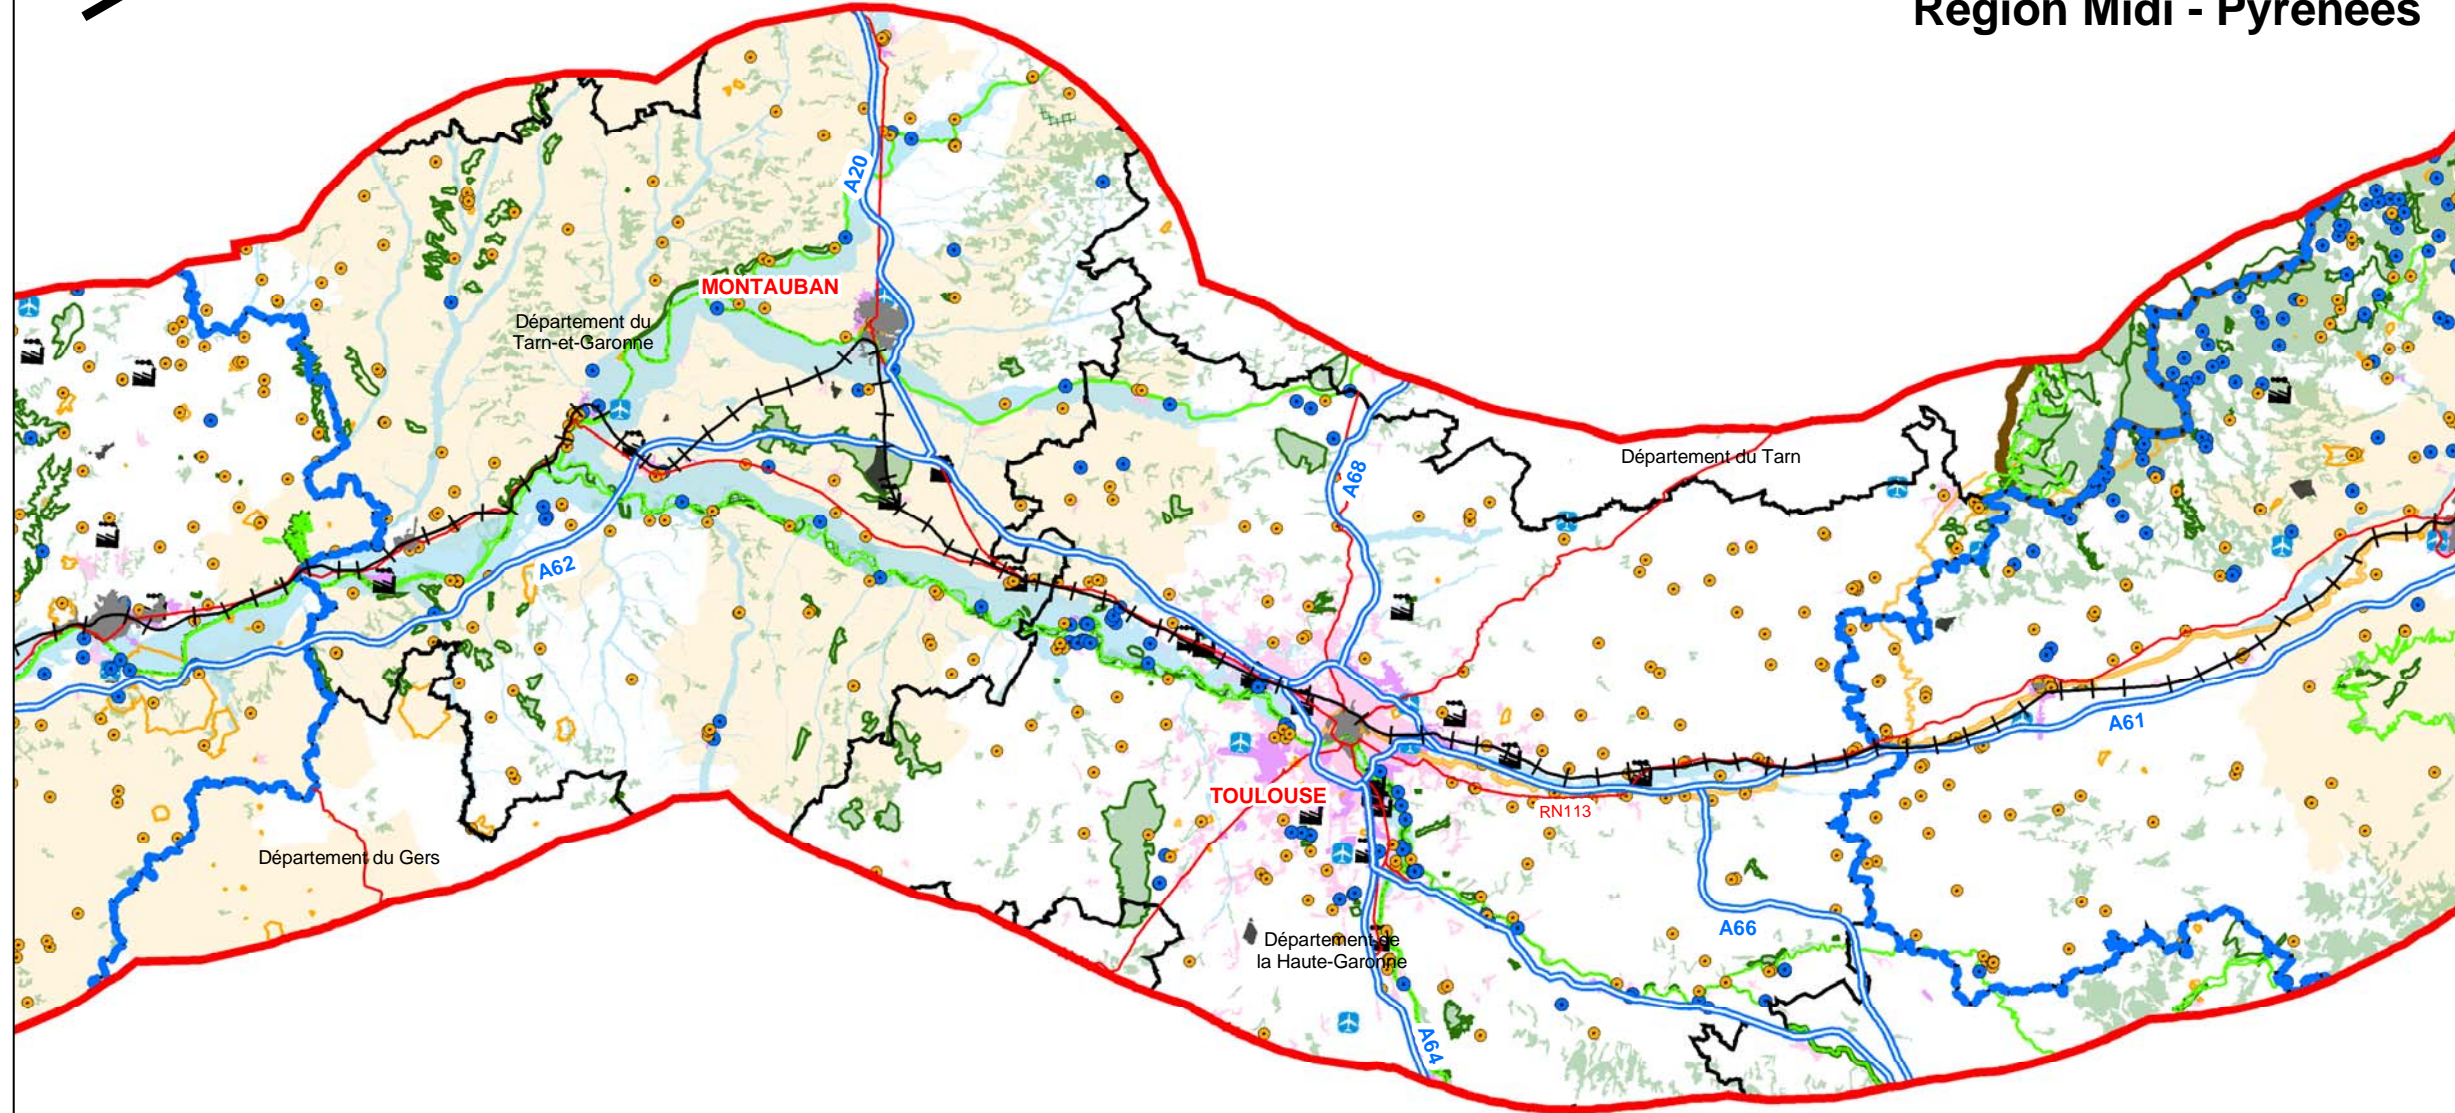 Région Midi - Pyrénées
A20
MONTAUBAN
Département du
Tarn-et-Garonne
A68
Département du Tarn
A62
A61
TOULOUSE
RN113
Département du Gers
A66
Département de
la Haute-Garonne
A64